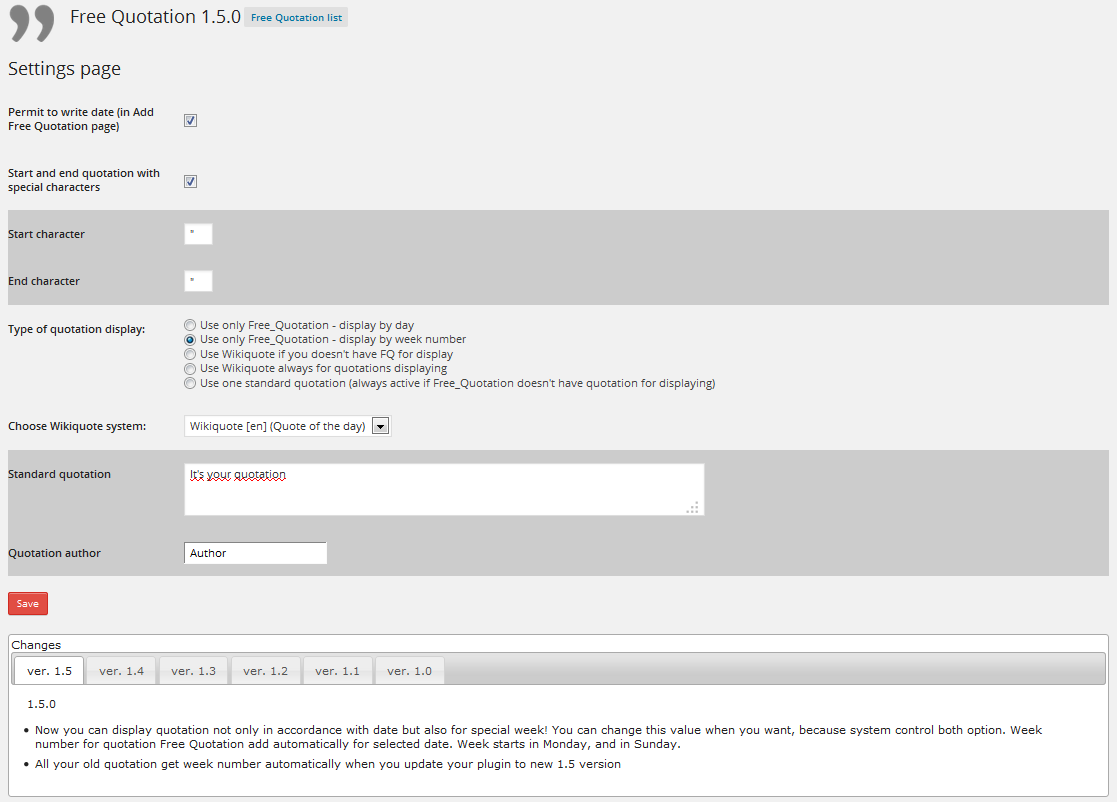 Free Quotation 1.5.0 Free Quotation list
Settings page
Permit to write date (in Add
Free Quotation page)
Start and end quotation with
special characters
Start character "
End character "
Type of quotation display:
Use only Free_Quotation - display by day
Use only Free_Quotation - display by week number
Use Wikiquote if you doesn't have FQ for display
Use Wikiquote always for quotations displaying
Use one standard quotation (always active if Free_Quotation doesn't have quotation for displaying)
Choose Wikiquote system: Wikiquote [en] (Quote of the day)
Standard quotation It's your quotation
Quotation author Author
Save
Changes
ver. 1.5 ver. 1.4 ver. 1.3 ver. 1.2 ver. 1.1 ver. 1.0
1.5.0
• Now you can display quotation not only in accordance with date but also for special week! You can change this value when you want, because system control both option. Week
number for quotation Free Quotation add automatically for selected date. Week starts in Monday, and in Sunday.
• All your old quotation get week number automatically when you update your plugin to new 1.5 version